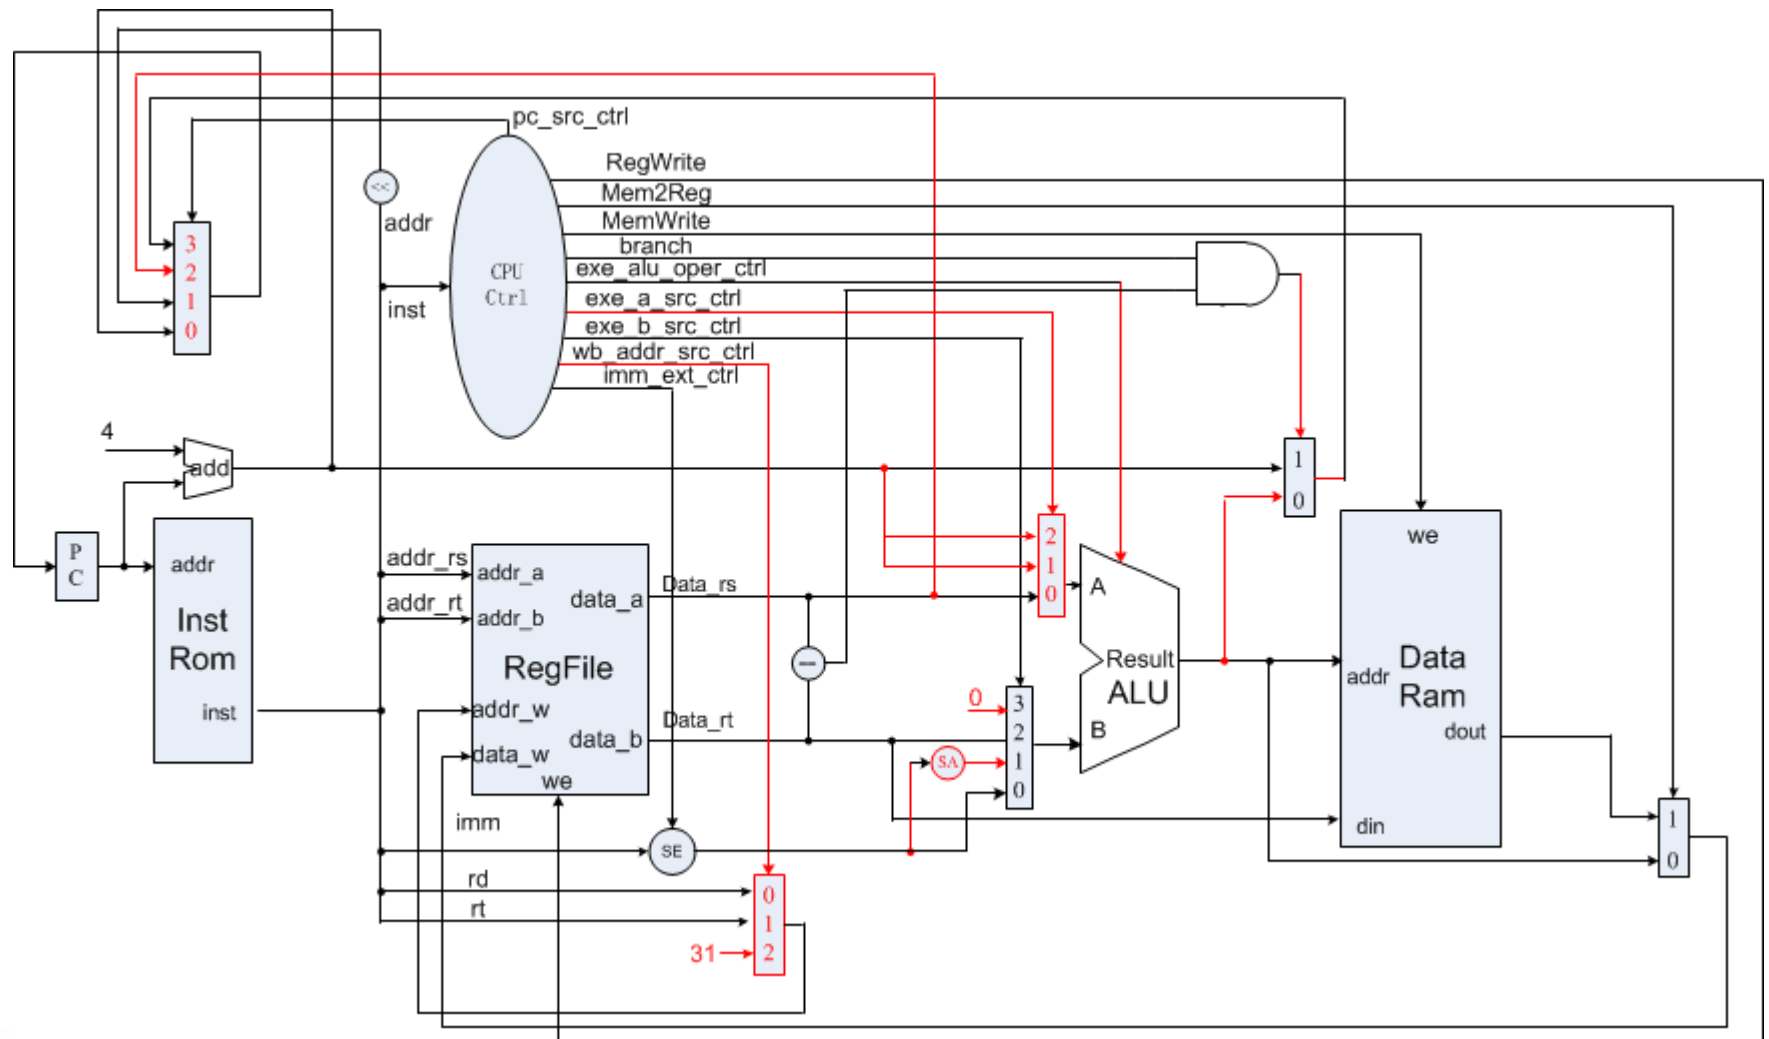 pc_src_ctrl
RegWrite
<<
Mem2Reg
addr
MemWrite
3
branch
2
CPU
Ctrl
exe_alu_oper_ctrl
1
inst
exe_a_src_ctrl
0
exe_b_src_ctrl
wb_addr_src_ctrl
imm_ext_ctrl
4
add
1
0
P
C
addr
Inst
Rom
inst
addr_rs
addr_a
addr_rt
addr_b
data_a
RegFile
addr_w
data_b
data_w
we
Data_rs
Data_rt
==
2
1
0
A
Result
ALU
B
0
3
2
1
0
SA
we
Data
Ram
addr
dout
din
1
0
imm
SE
rd
rt
31
0
1
2